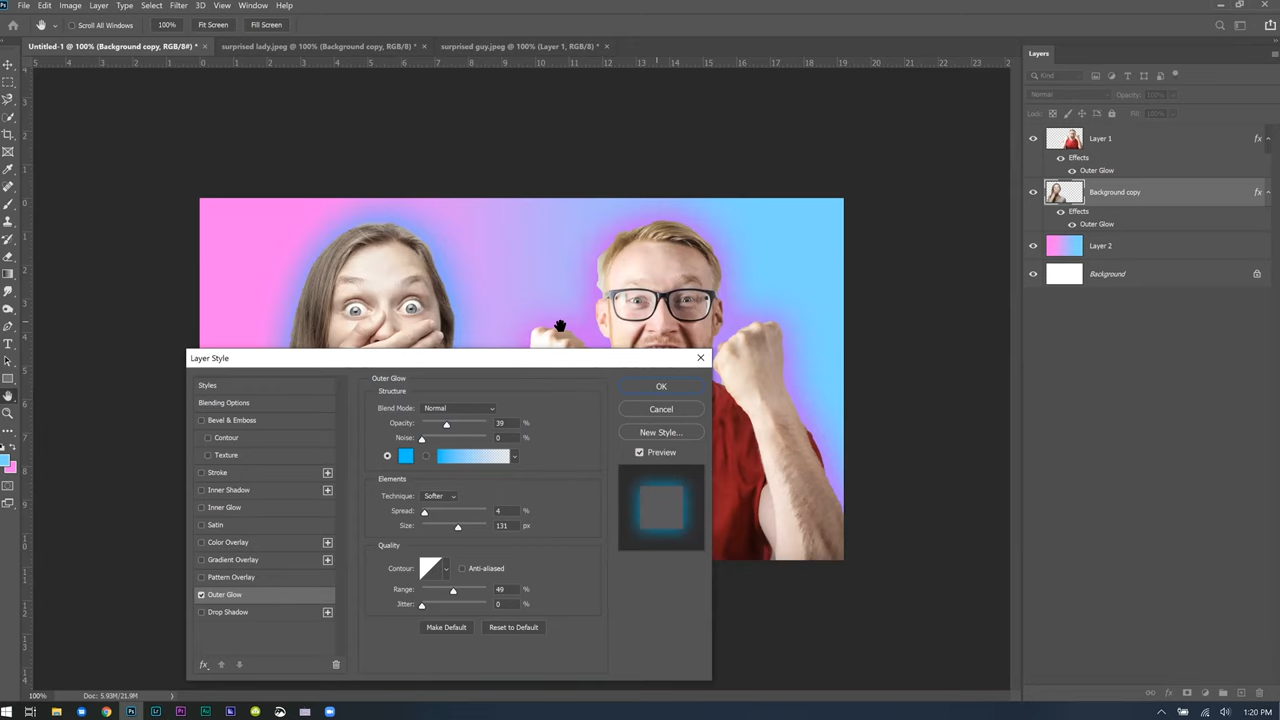 File Edit Image Layer Type Select Filter 3D View Window Help
Scroll All Windows 100% Fit Screen Fill Screen
Untitled-1 @ 100% (Background copy, RGB/8#) * × surprised lady.jpeg @ 100% (Background copy, RGB/8) * × surprised guy.jpeg @ 100% (Layer 1, RGB/8) * ×
Layers
Kind
Normal Opacity: 100%
Lock: Fill: 100%
Layer 1 fx
Effects
Outer Glow
Background copy fx
Effects
Outer Glow
Layer 2
Background
Layer Style
Styles
Blending Options
Bevel & Emboss
Contour
Texture
Stroke
Inner Shadow
Inner Glow
Satin
Color Overlay
Gradient Overlay
Pattern Overlay
Outer Glow
Drop Shadow
fx
Outer Glow
Structure
Blend Mode: Normal
Opacity: 39 %
Noise: 0 %
Elements
Technique: Softer
Spread: 4 %
Size: 131 px
Quality
Contour: Anti-aliased
Range: 49 %
Jitter: 0 %
Make Default Reset to Default
OK
Cancel
New Style...
Preview
100% Doc: 5.93M/21.9M
1:20 PM